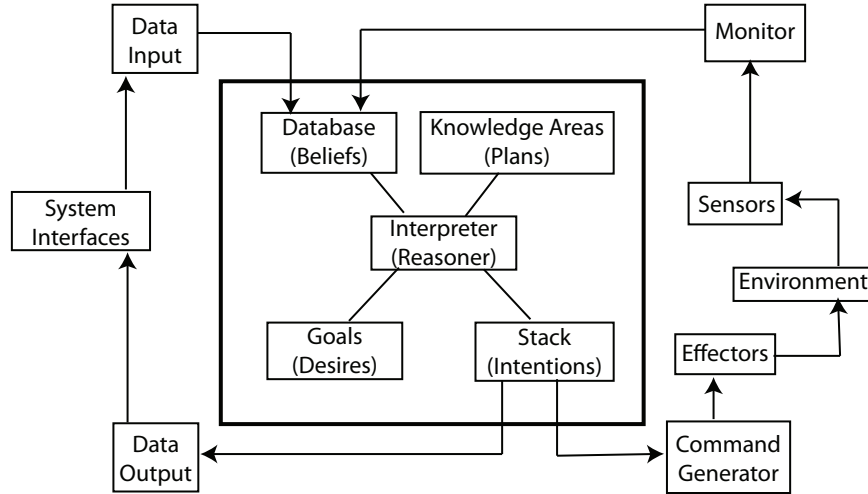 Data
Input
Monitor
Database
(Beliefs)
Knowledge Areas
(Plans)
System
Interfaces
Sensors
Interpreter
(Reasoner)
Environment
Goals
(Desires)
Stack
(Intentions)
Effectors
Data
Output
Command
Generator